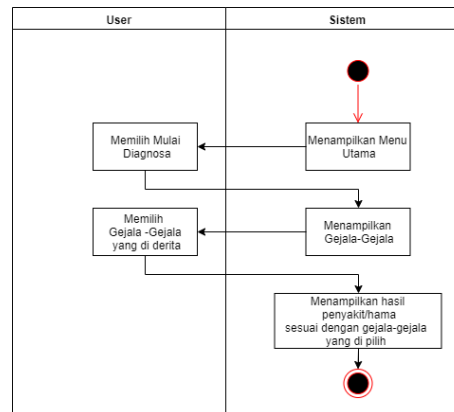 User
Sistem
Menampilkan Menu
Utama
Memilih Mulai
Diagnosa
Menampilkan
Gejala-Gejala
Memilih
Gejala -Gejala
yang di derita
Menampilkan hasil
penyakit/hama
sesuai dengan gejala-gejala
yang di pilih